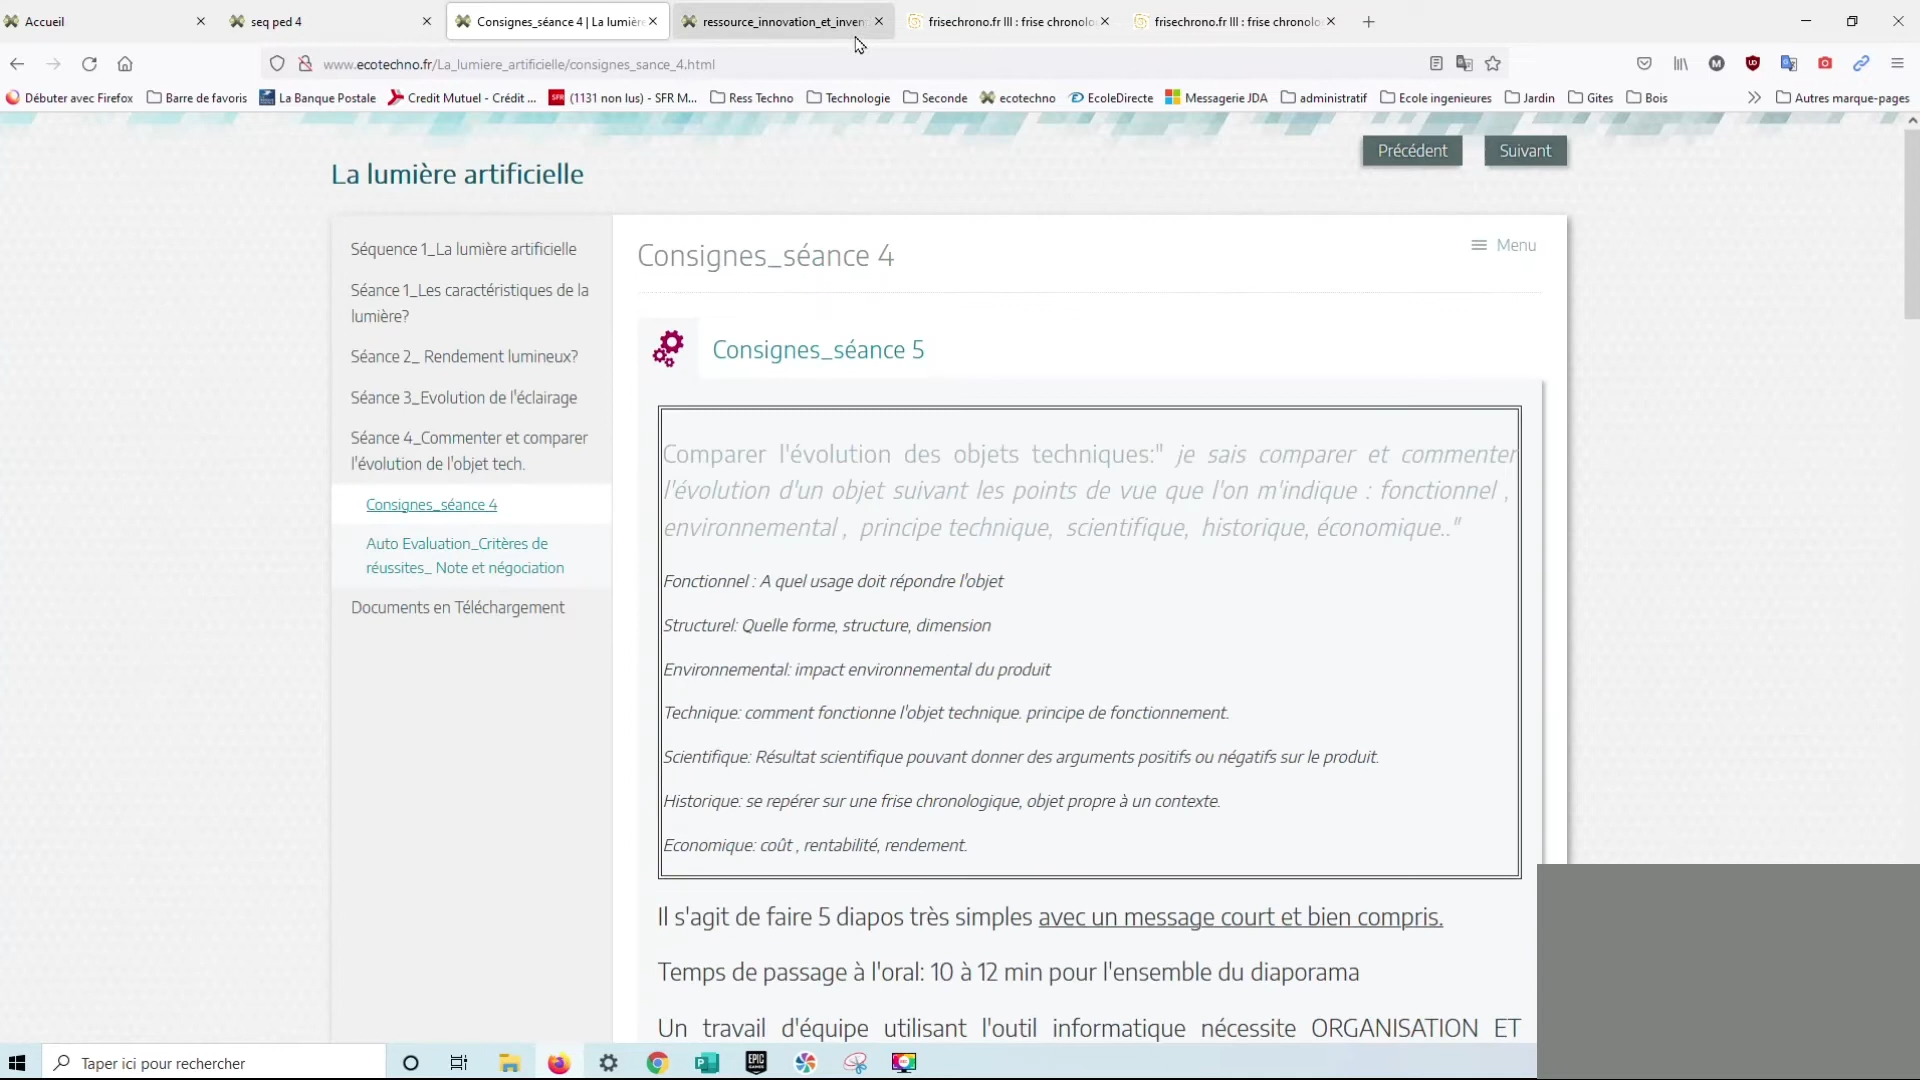 Accueil
seq ped 4
Consignes_séance 4 | La lumière
ressource_innovation_et_inven
frisechrono.fr III : frise chronolo
frisechrono.fr III : frise chronolo
www.ecotechno.fr/La_lumiere_artificielle/consignes_sance_4.html
Débuter avec Firefox
Barre de favoris
La Banque Postale
Credit Mutuel - Crédit ...
(1131 non lus) - SFR M...
Ress Techno
Technologie
Seconde
ecotechno
EcoleDirecte
Messagerie JDA
administratif
Ecole ingenieures
Jardin
Gites
Bois
Autres marque-pages
La lumière artificielle
Précédent
Suivant
Séquence 1_La lumière artificielle
Séance 1_Les caractéristiques de la
lumière?
Séance 2_ Rendement lumineux?
Séance 3_Evolution de l'éclairage
Séance 4_Commenter et comparer
l'évolution de l'objet tech.
Consignes_séance 4
Auto Evaluation_Critères de
réussites_ Note et négociation
Documents en Téléchargement
Consignes_séance 4
Menu
Consignes_séance 5
Comparer l'évolution des objets techniques:" je sais comparer et commenter
l'évolution d'un objet suivant les points de vue que l'on m'indique : fonctionnel ,
environnemental , principe technique, scientifique, historique, économique.."
Fonctionnel : A quel usage doit répondre l'objet
Structurel: Quelle forme, structure, dimension
Environnemental: impact environnemental du produit
Technique: comment fonctionne l'objet technique. principe de fonctionnement.
Scientifique: Résultat scientifique pouvant donner des arguments positifs ou négatifs sur le produit.
Historique: se repérer sur une frise chronologique, objet propre à un contexte.
Economique: coût , rentabilité, rendement.
Il s'agit de faire 5 diapos très simples avec un message court et bien compris.
Temps de passage à l'oral: 10 à 12 min pour l'ensemble du diaporama
Un travail d'équipe utilisant l'outil informatique nécessite ORGANISATION ET
Taper ici pour rechercher
EPIC
GAMES